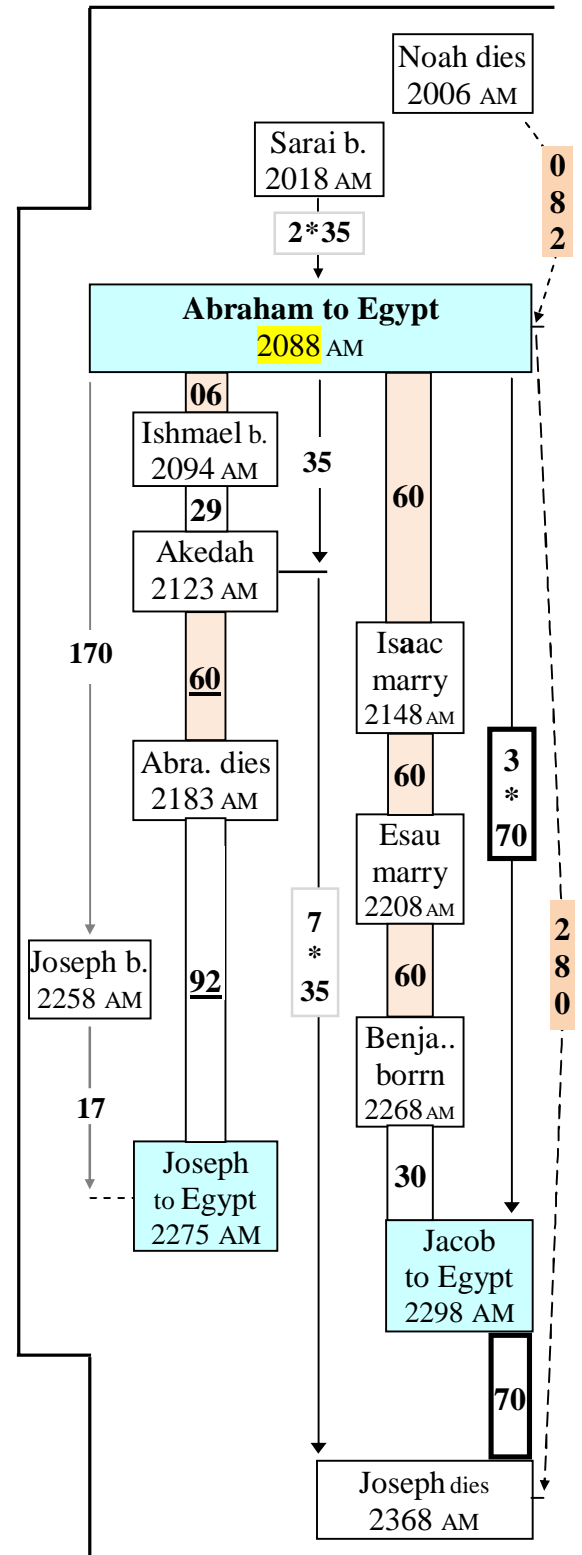 Noah dies
2006 AM
Sarai b.
2018 AM
0
8
2
2*35
Abraham to Egypt
2088 AM
06
Ishmael b.
2094 AM
35
60
29
Akedah
2123 AM
170
60
Isaac
marry
2148 AM
Abra. dies
2183 AM
60
3
*
70
Esau
marry
2208 AM
7
*
35
2
8
0
Joseph b.
2258 AM
92
60
Benja..
borrn
2268 AM
17
Joseph
to Egypt
2275 AM
30
Jacob
to Egypt
2298 AM
70
Joseph dies
2368 AM